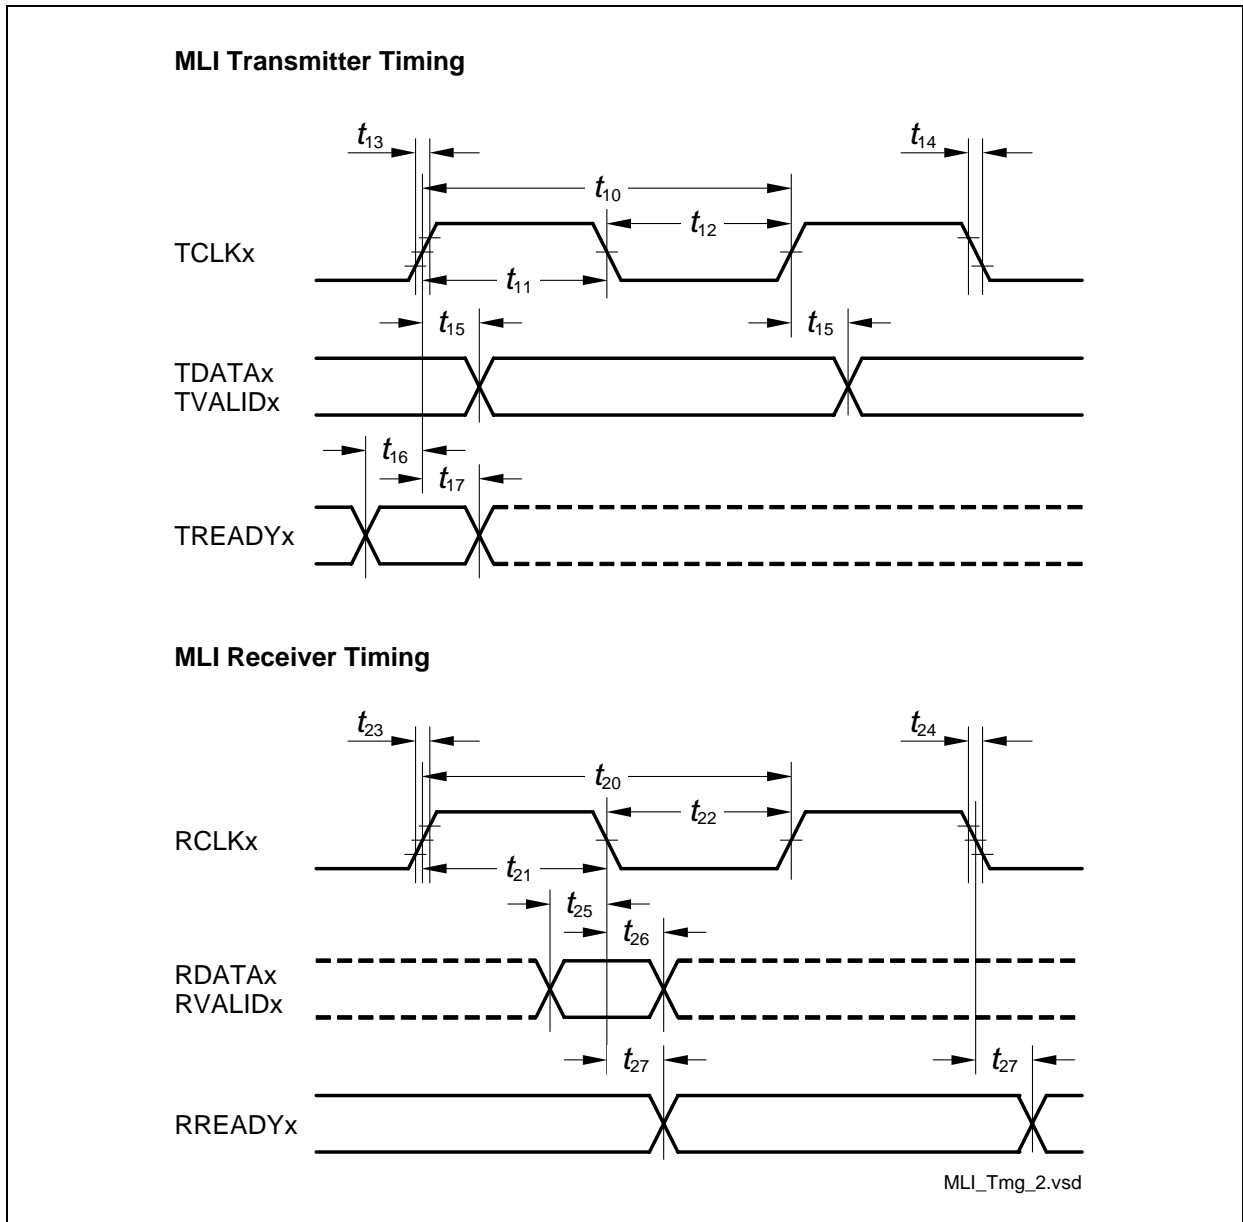 MLI Transmitter Timing
t13
t14
t10
t12
TCLKx
t11
t15
t15
TDATAx
TVALIDx
t16
t17
TREADYx
MLI Receiver Timing
t23
t24
t20
t22
RCLKx
t21
t25
t26
RDATAx
RVALIDx
t27
t27
RREADYx
MLI_Tmg_2.vsd